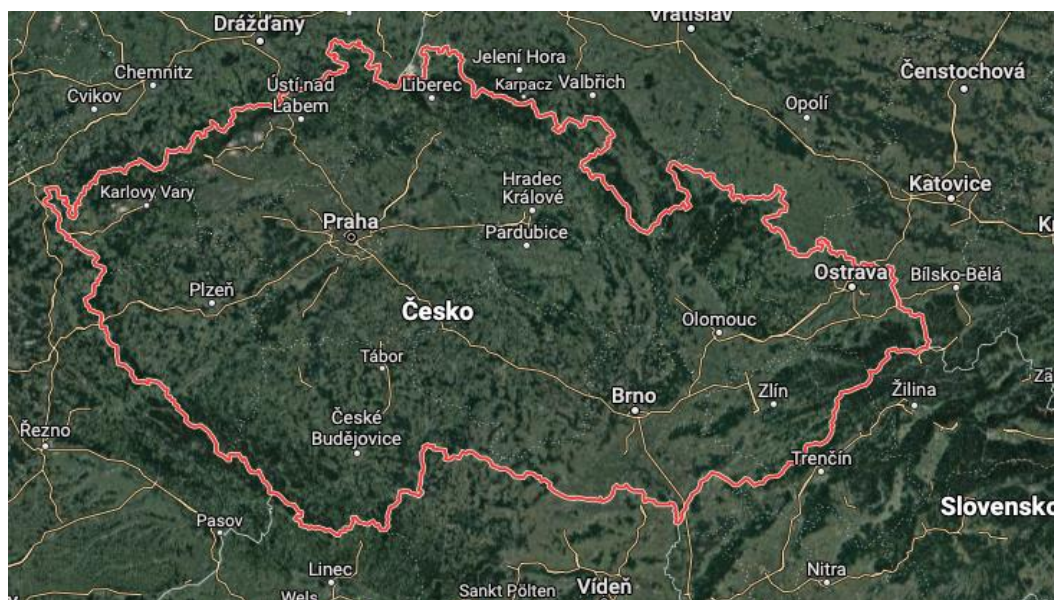 Drážďany
Vratislav
Chemnitz
Jelení Hora
Čenstochová
Cvikov
Ústí nad
Labem
Liberec
Karpacz
Valbřich
Opolí
Karlovy Vary
Hradec
Králové
Katovice
Praha
Pardubice
Plzeň
Ostrava
Bílsko-Bělá
Česko
Olomouc
Tábor
Brno
Zlín
Žilina
České
Budějovice
Řezno
Trenčín
Pasov
Slovensko
Linec
Nitra
Sankt Pölten
Vídeň
Wels